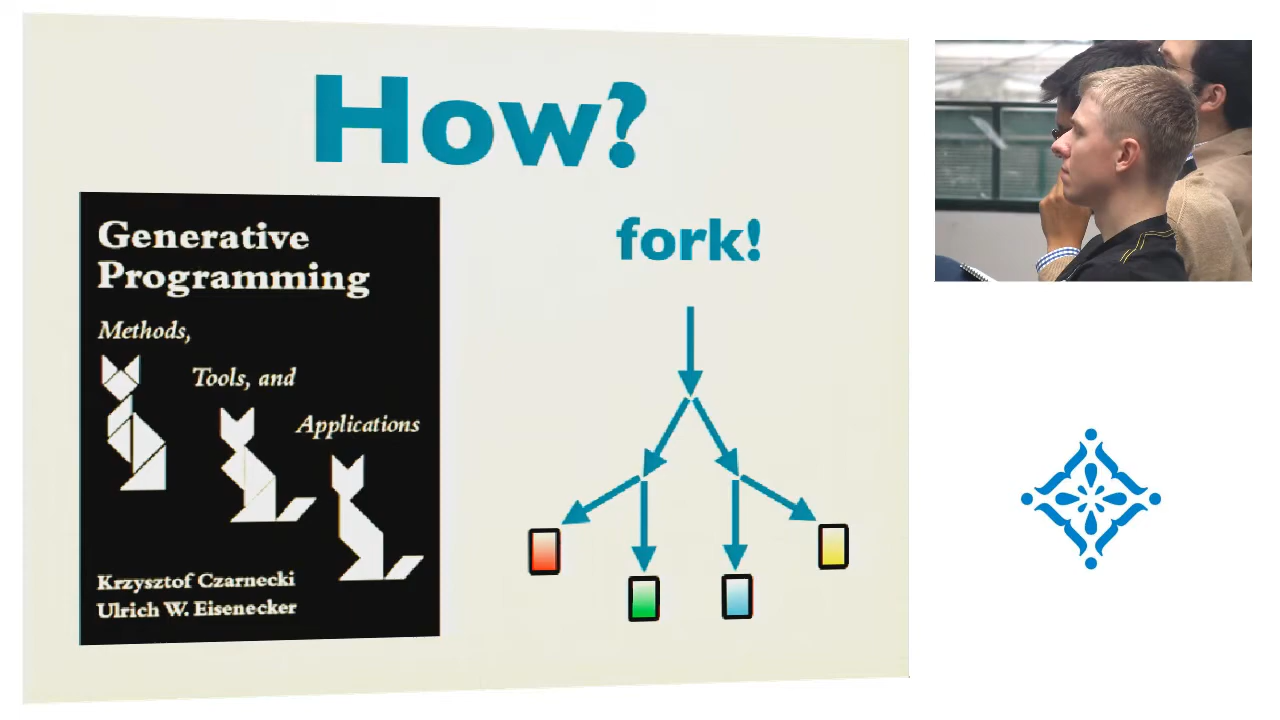 How?
Generative
Programming
Methods,
Tools, and
Applications
Krzysztof Czarnecki
Ulrich W. Eisenecker
fork!